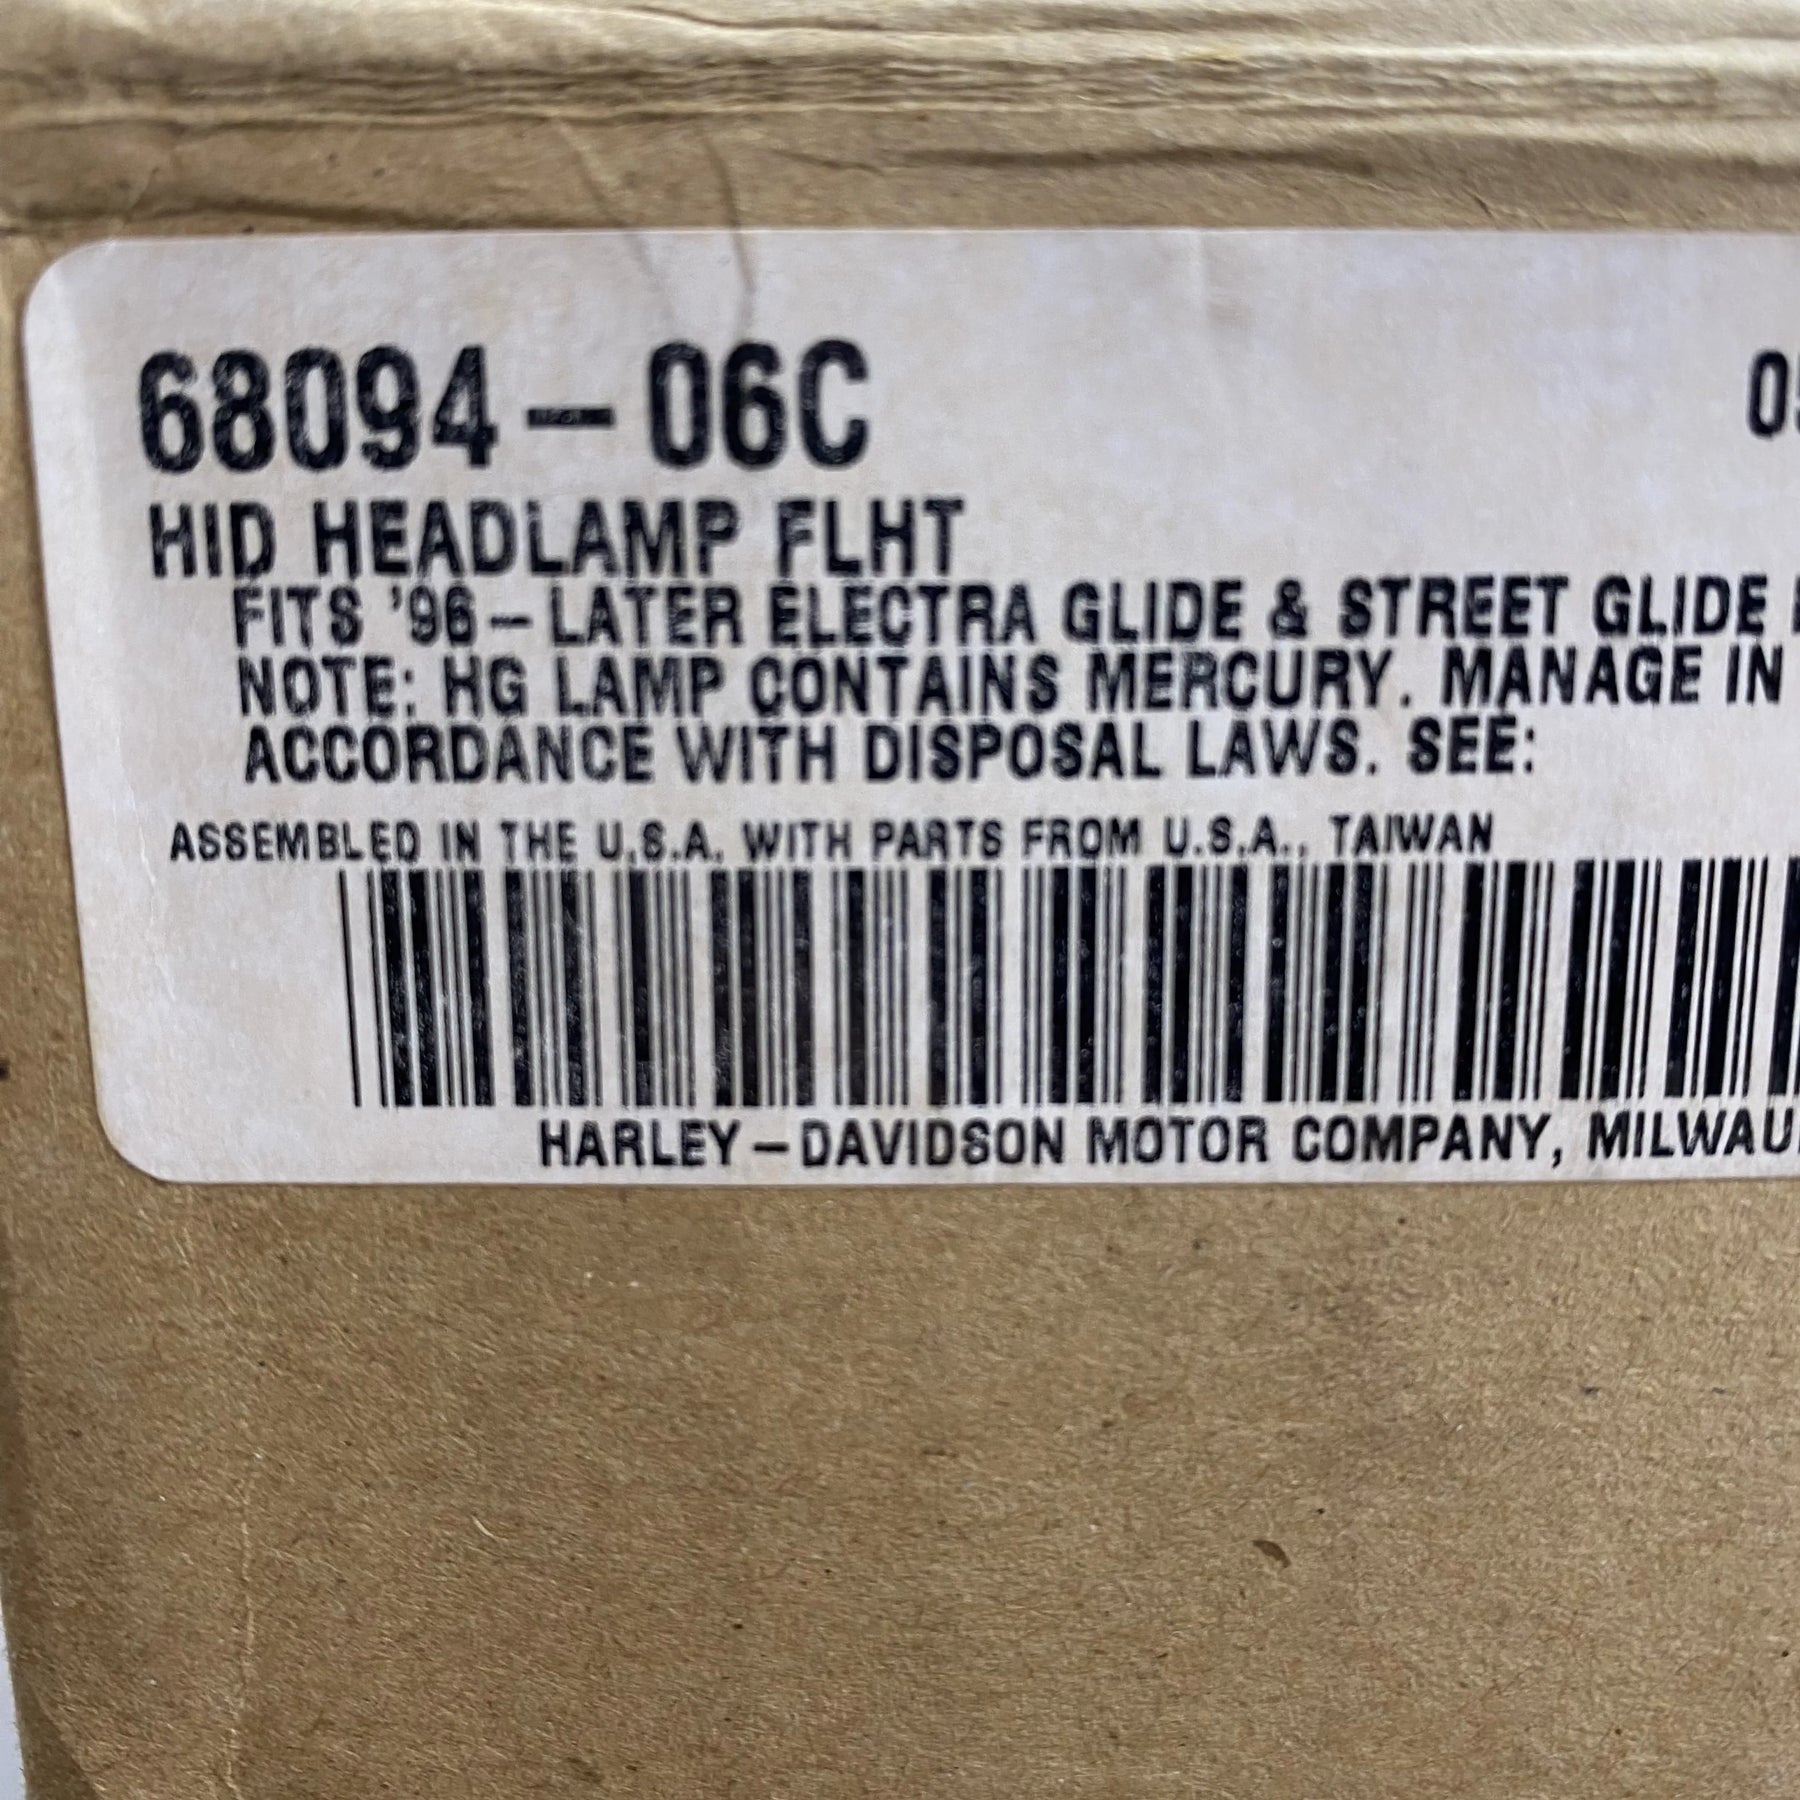 68094-06C
HID HEADLAMP FLHT
FITS '96-LATER ELECTRA GLIDE & STREET GLIDE
NOTE: HG LAMP CONTAINS MERCURY. MANAGE IN
ACCORDANCE WITH DISPOSAL LAWS. SEE:
ASSEMBLED IN THE U.S.A. WITH PARTS FROM U.S.A., TAIWAN
HARLEY-DAVIDSON MOTOR COMPANY,